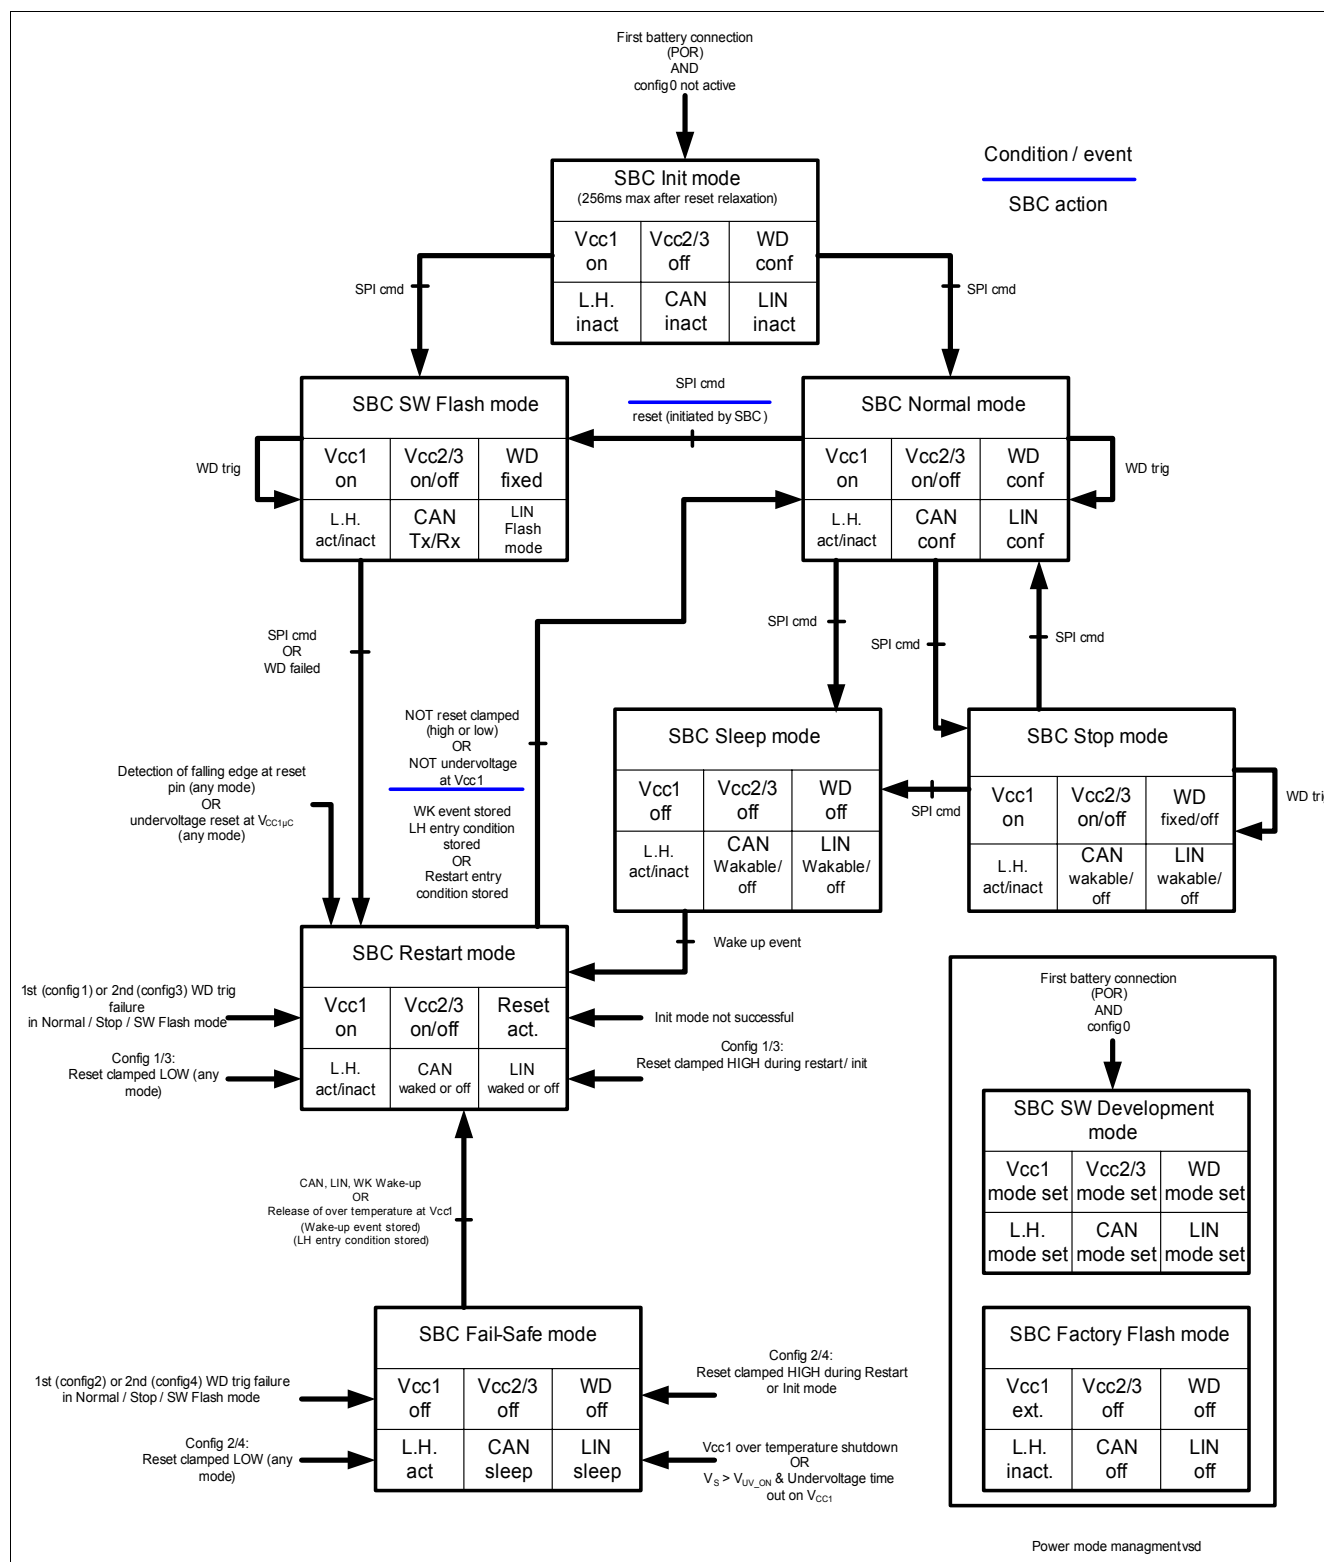 First battery connection
(POR)
AND
config0 not active
Condition / event
SBC action
SBC Init mode
(256ms max after reset relaxation)
Vcc1 on
Vcc2/3 off
WD conf
L.H. inact
CAN inact
LIN inact
SPI cmd
SPI cmd
SBC SW Flash mode
Vcc1 on
Vcc2/3 on/off
WD fixed
L.H. act/inact
CAN Tx/Rx
LIN Flash mode
WD trig
SPI cmd
reset (initiated by SBC)
SBC Normal mode
Vcc1 on
Vcc2/3 on/off
WD conf
L.H. act/inact
CAN conf
LIN conf
WD trig
SPI cmd
OR
WD failed
SPI cmd
SPI cmd
SPI cmd
NOT reset clamped
(high or low)
OR
NOT undervoltage
at Vcc1
WK event stored
LH entry condition
stored
OR
Restart entry
condition stored
Detection of falling edge at reset
pin (any mode)
OR
undervoltage reset at VCC1µC
(any mode)
SBC Sleep mode
Vcc1 off
Vcc2/3 off
WD off
L.H. act/inact
CAN Wakable/ off
LIN Wakable/ off
SPI cmd
SBC Stop mode
Vcc1 on
Vcc2/3 on/off
WD fixed/off
L.H. act/inact
CAN wakable/ off
LIN wakable/ off
WD trig
Wake up event
SBC Restart mode
Vcc1 on
Vcc2/3 on/off
Reset act.
L.H. act/inact
CAN waked or off
LIN waked or off
1st (config1) or 2nd (config3) WD trig
failure
in Normal / Stop / SW Flash mode
Config 1/3:
Reset clamped LOW (any
mode)
Init mode not successful
Config 1/3:
Reset clamped HIGH during restart/ init
CAN, LIN, WK Wake-up
OR
Release of over temperature at Vcc1
(Wake-up event stored)
(LH entry condition stored)
SBC Fail-Safe mode
Vcc1 off
Vcc2/3 off
WD off
L.H. act
CAN sleep
LIN sleep
1st (config2) or 2nd (config4) WD trig failure
in Normal / Stop / SW Flash mode
Config 2/4:
Reset clamped LOW (any
mode)
Config 2/4:
Reset clamped HIGH during Restart
or Init mode
Vcc1 over temperature shutdown
OR
VS > VUV_ON & Undervoltage time
out on VCC1
First battery connection
(POR)
AND
config0
SBC SW Development
mode
Vcc1 mode set
Vcc2/3 mode set
WD mode set
L.H. mode set
CAN mode set
LIN mode set
SBC Factory Flash mode
Vcc1 ext.
Vcc2/3 off
WD off
L.H. inact.
CAN off
LIN off
Power mode managment.vsd